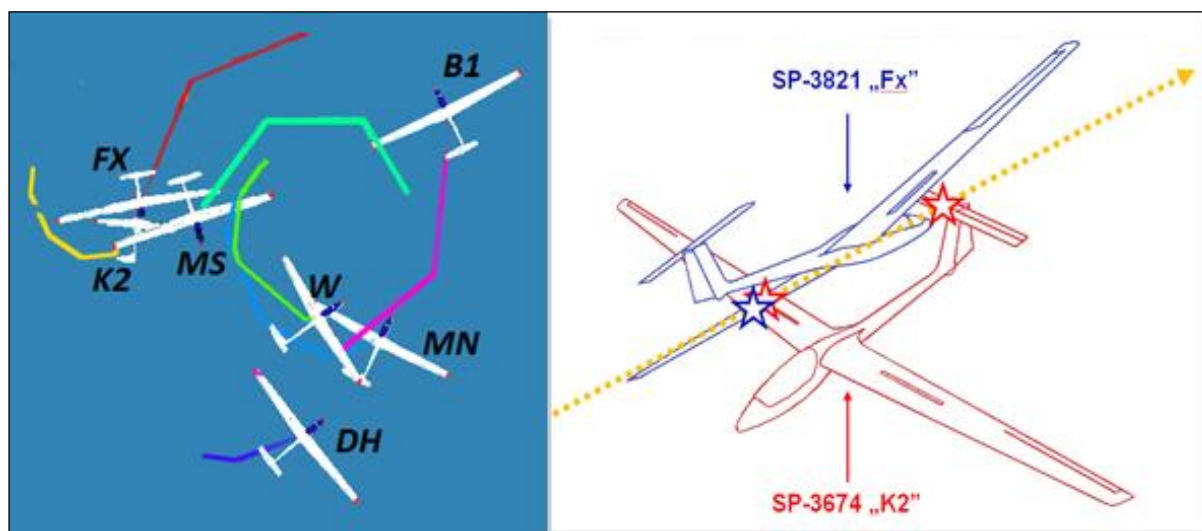 B1
FX
K2
MS
W
MN
DH
SP-3821 „Fx”
SP-3674 „K2”